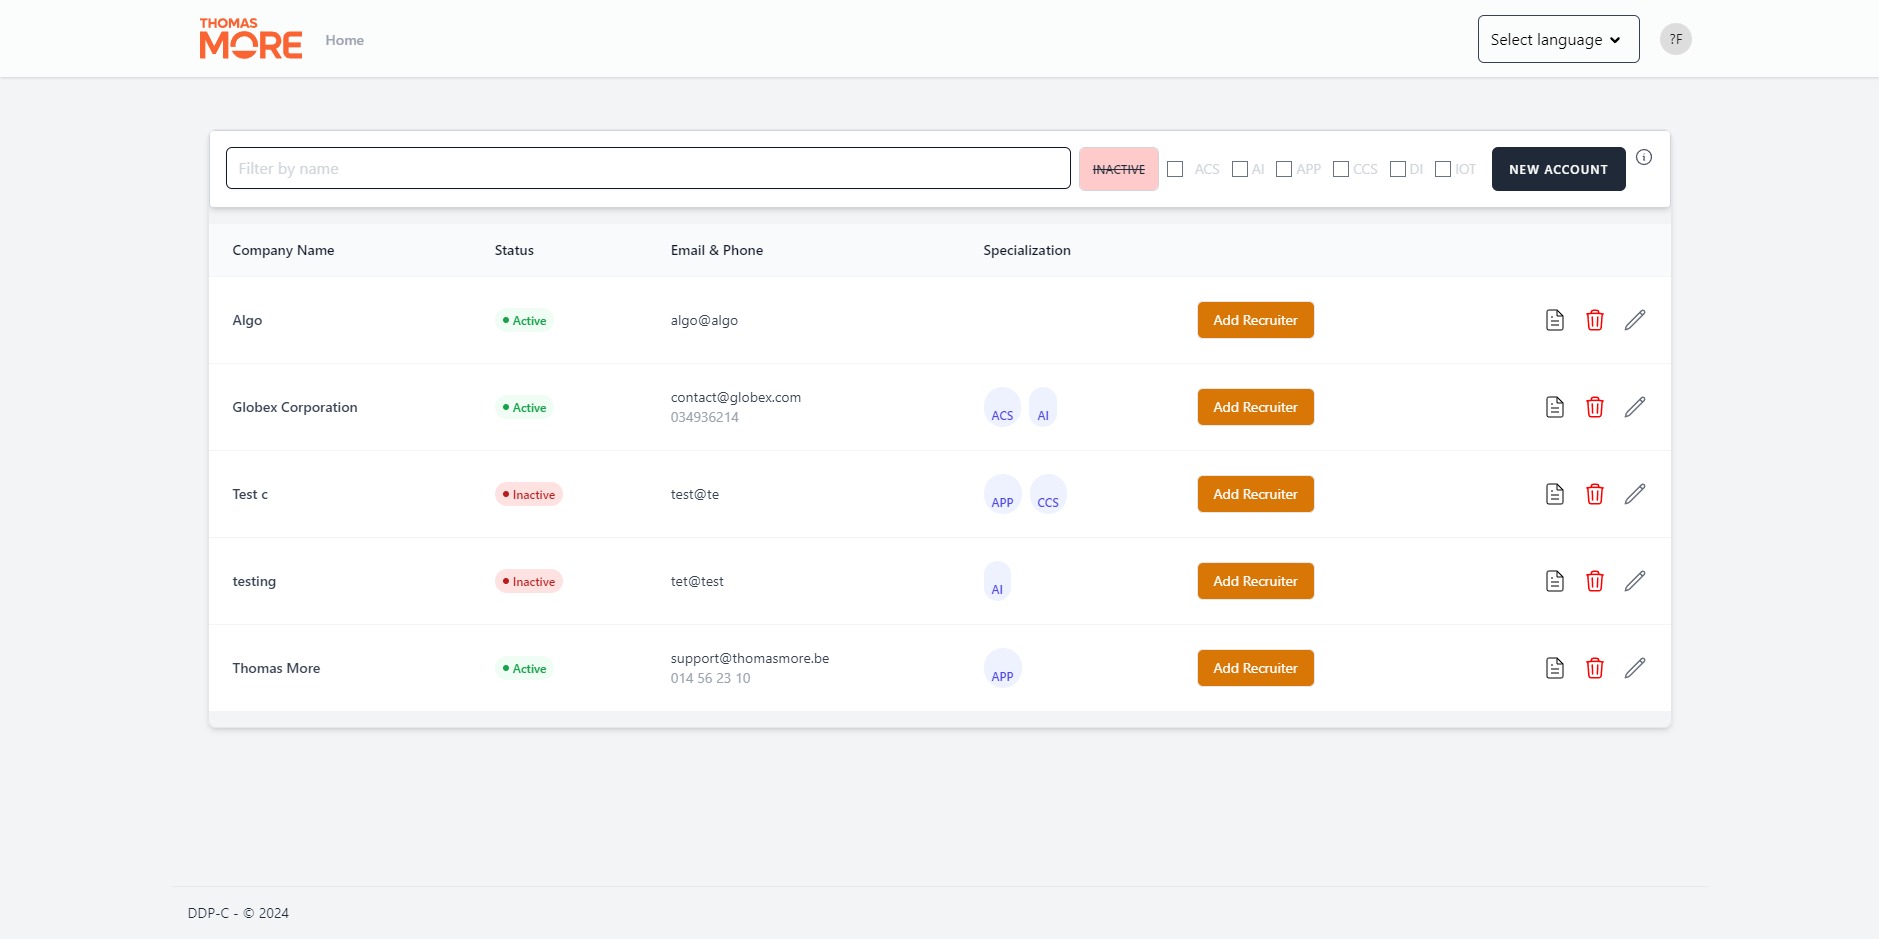 THOMAS
MORE
Home
Select language
?F
Filter by name
INACTIVE ACS AI APP CCS DI IOT NEW ACCOUNT
Company Name Status Email & Phone Specialization
Algo Active algo@algo Add Recruiter
Globex Corporation Active contact@globex.com
034936214 ACS AI Add Recruiter
Test c Inactive test@te APP CCS Add Recruiter
testing Inactive tet@test AI Add Recruiter
Thomas More Active support@thomasmore.be
014 56 23 10 APP Add Recruiter
DDP-C - © 2024